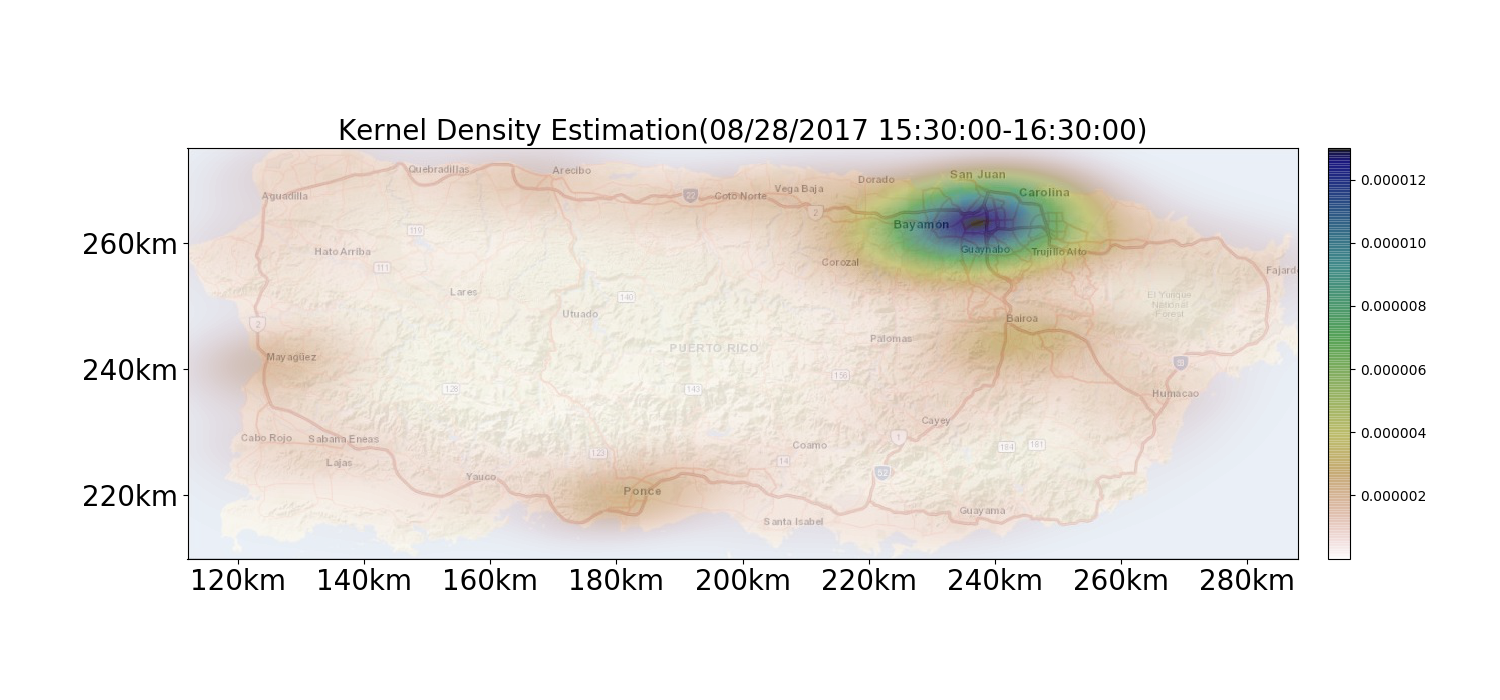 Kernel Density Estimation(08/28/2017 15:30:00-16:30:00)
260km
240km
220km
120km 140km 160km 180km 200km 220km 240km 260km 280km
0.000012
0.000010
0.000008
0.000006
0.000004
0.000002
Quebradillas
Arecibo
San Juan
Dorado
Aguadilla
22
Coto Norte
Vega Baja
Carolina
2
Bayamon
119
Hato Arriba
Guaynabo
Trujillo Alto
111
Corozal
Fajard
Lares
140
El Yunque
National
Forest
Utuado
Bairoa
2
Palomas
PUERTO RICO
Mayagüez
53
156
128
143
Humacao
Cayey
Cabo Rojo
Sabana Eneas
1
Coamo
184
181
123
Lajas
14
52
Yauco
Ponce
Guayama
Santa Isabel